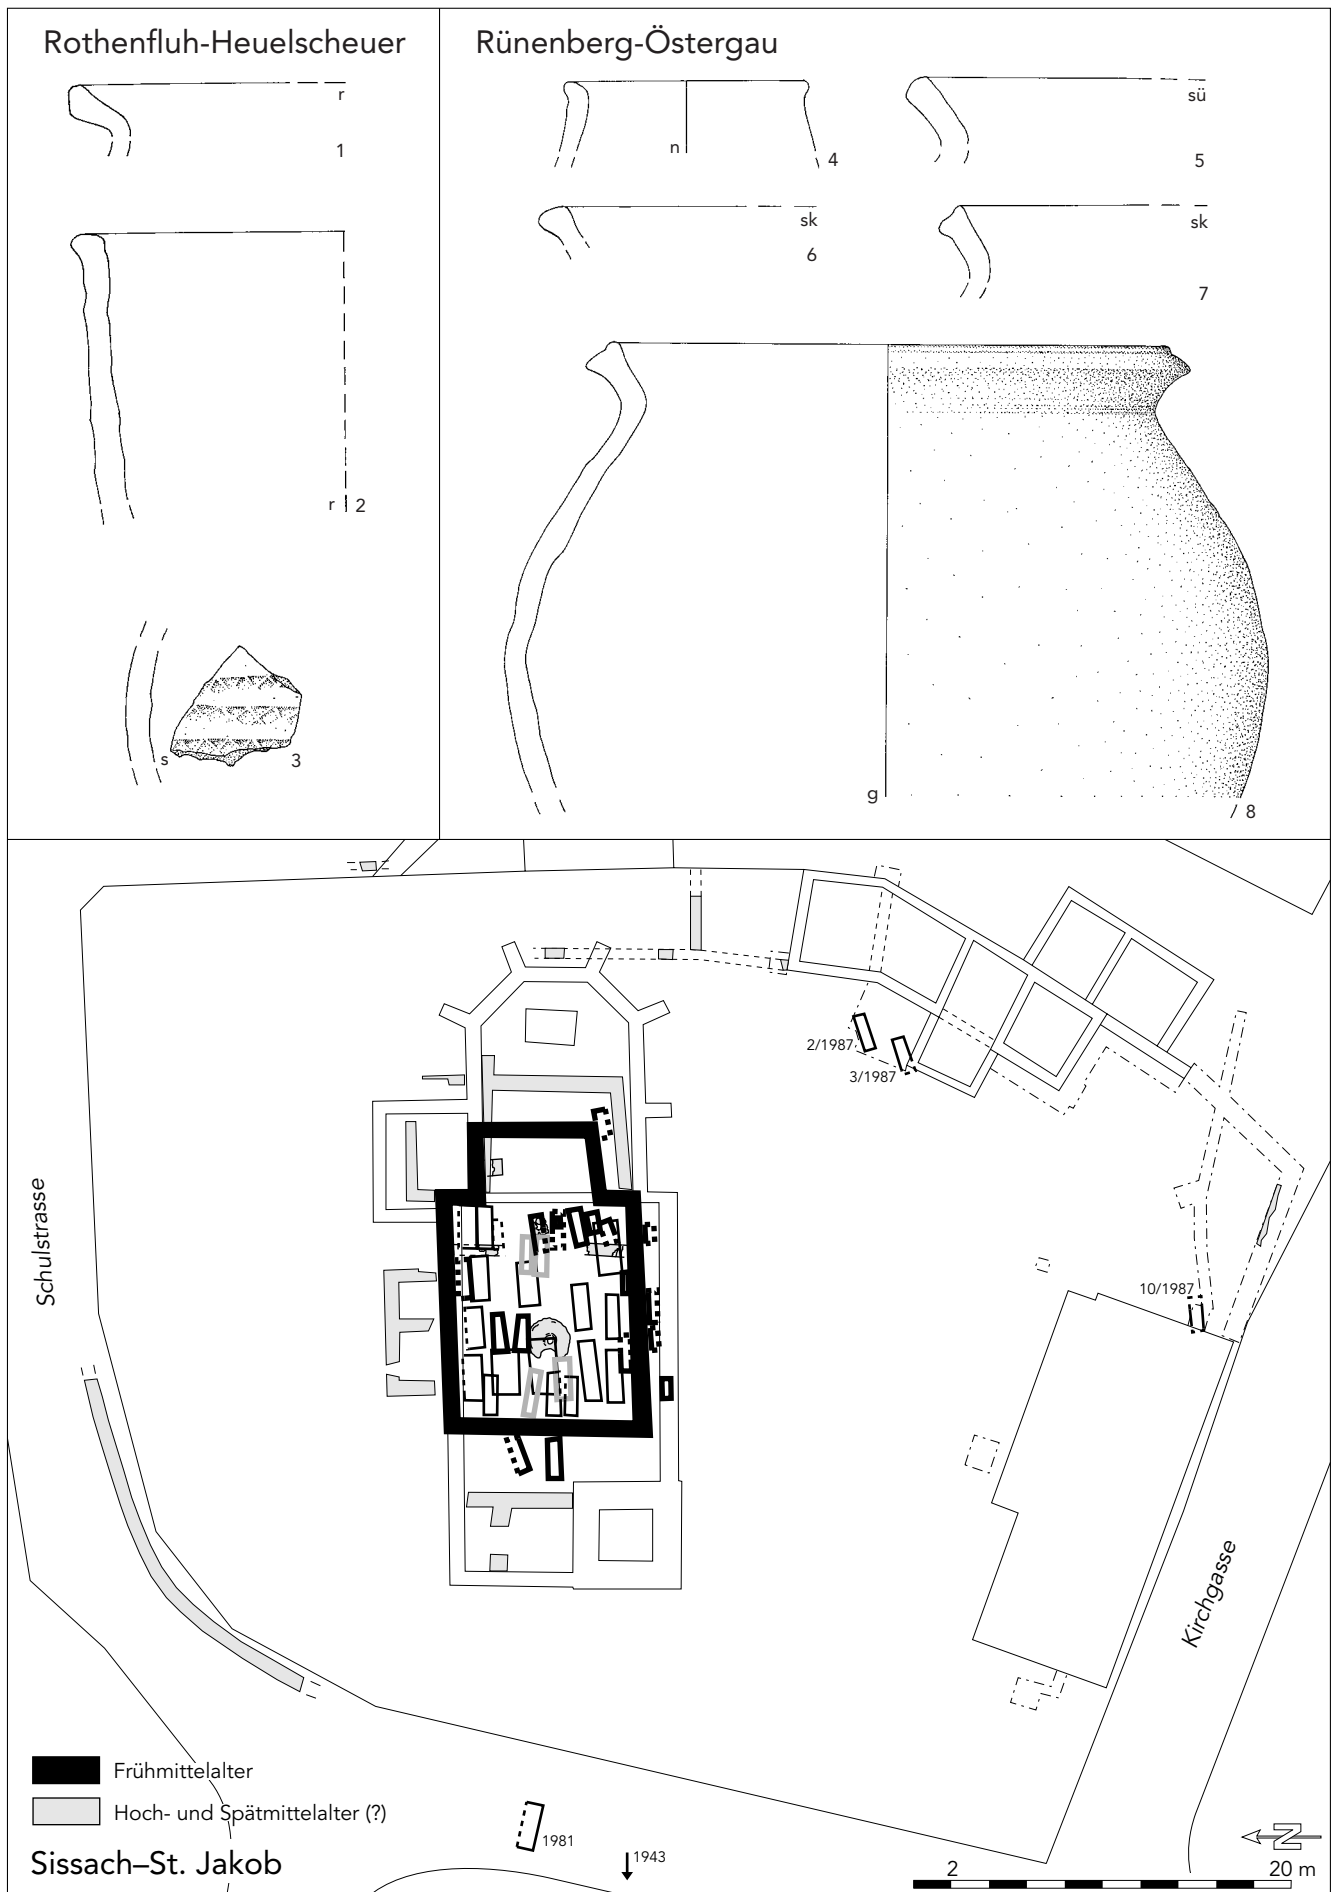 Rothenfluh-Heuelscheuer
r
1
r 2
s
3
Rünenberg-Östergau
n
4
sü
5
sk
6
sk
7
g
8
2/1987
3/1987
10/1987
Schulstrasse
Kirchgasse
Frühmittelalter
Hoch- und Spätmittelalter (?)
Sissach–St. Jakob
1981
1943
N
2 20 m